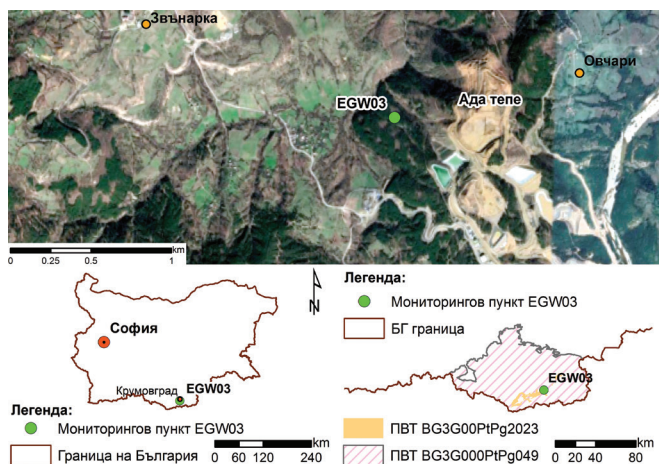 Звънарка
Овчари
EGW03
Ада тепе
km
0 0.25 0.5 1
N
София
Крумовград
EGW03
Легенда:
Мониторингов пункт EGW03
Граница на България
km
0 60 120 240
Легенда:
Мониторингов пункт EGW03
БГ граница
EGW03
ПВТ BG3G00PtPg2023
ПВТ BG3G000PtPg049
km
0 20 40 80